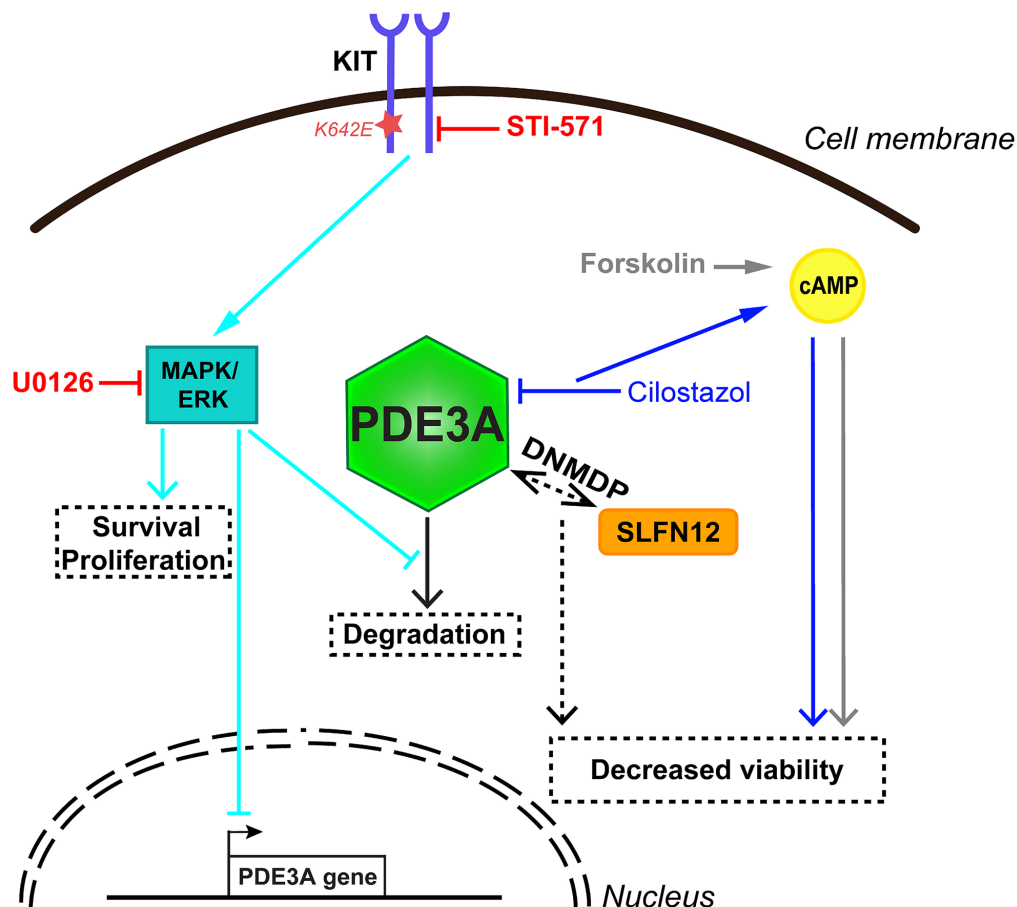 KIT
K642E
STI-571
Cell membrane
Forskolin
cAMP
U0126
MAPK/
ERK
PDE3A
Cilostazol
DNMDP
SLFN12
Survival
Proliferation
Degradation
Decreased viability
PDE3A gene
Nucleus